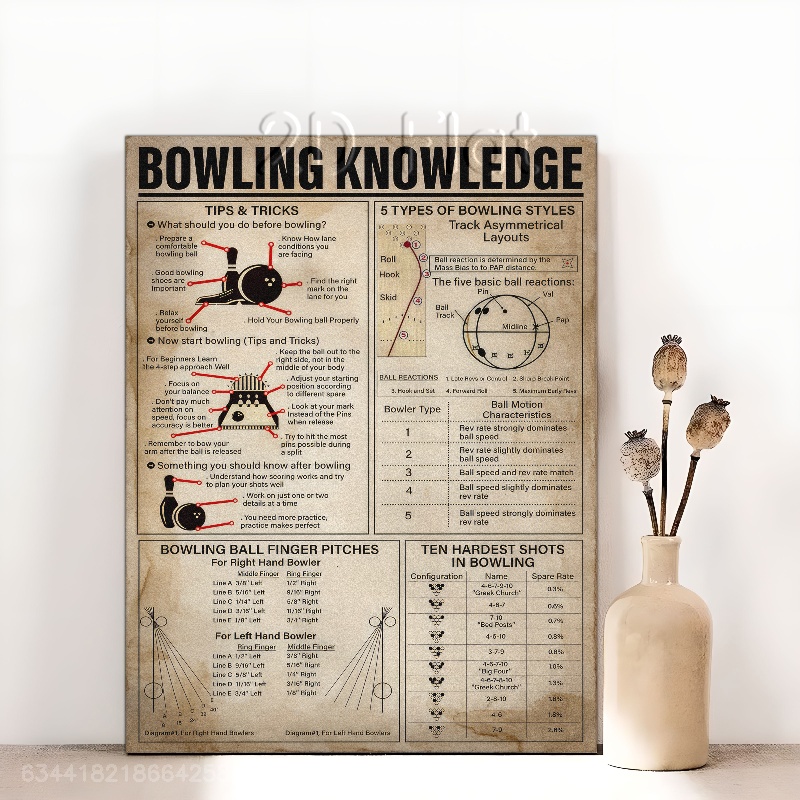 2D Flat
BOWLING KNOWLEDGE
TIPS & TRICKS
What should you do before bowling?
. Prepare a
comfortable
bowling ball
. Know How lane
conditions you
are facing
. Good bowling
shoes are
Important
. Find the right
mark on the
lane for you
. Relax
yourself
before bowling
. Hold Your Bowling ball Properly
Now start bowling (Tips and Tricks)
. For Beginners Learn
the 4-step approach Well
. Keep the ball out to the
right side, not in the
middle of your body
. Focus on
your balance
. Adjust your starting
position according
to different spare
. Don't pay much
attention on
speed, focus on
accuracy is better
. Look at your mark
Instead of the Pins
when release
. Remember to bow your
arm after the ball is released
. Try to hit the most
pins possible during
a split
Something you should know after bowling
. Understand how scoring works and try
to plan your shots well
. Work on just one or two
details at a time
. You need more practice,
practice makes perfect
5 TYPES OF BOWLING STYLES
Track Asymmetrical
Layouts
Roll
Hook
Skid
1
2
3
4
5
Ball reaction is determined by the
Mass Bias to to PAP distance.
The five basic ball reactions:
Pin
Val
Ball
Track
Midline
Pap
BALL REACTIONS
1. Late Revs or Control
2. Sharp Break Point
3. Hook and Set
4. Forward Roll
5. Maximum Early Revs
Bowler Type
Ball Motion
Characteristics
1
Rev rate strongly dominates
ball speed
2
Rev rate slightly dominates
ball speed
3
Ball speed and rev rate match
4
Ball speed slightly dominates
rev rate
5
Ball speed strongly dominates
rev rate
BOWLING BALL FINGER PITCHES
For Right Hand Bowler
Middle Finger Ring Finger
Line A 3/8" Left 1/2" Right
Line B 5/16" Left 9/16" Right
Line C 1/14" Left 5/8" Right
Line D 3/16" Left 11/16" Right
Line E 1/8" Left 3/4" Right
For Left Hand Bowler
Ring Finger Middle Finger
Line A 1/2" Left 3/8" Right
Line B 9/16" Left 5/16" Right
Line C 5/8" Left 1/4" Right
Line D 11/16" Left 3/16" Right
Line E 3/4" Left 1/8" Right
Diagram#1, For Right Hand Bowlers
Diagram#1, For Left Hand Bowlers
TEN HARDEST SHOTS
IN BOWLING
Configuration Name Spare Rate
4-6-7-9-10
"Greek Church"
0.3%
4-6-7
0.6%
7-10
"Bed Posts"
0.7%
4-6-10
0.8%
3-7-9
0.8%
4-6-7-10
"Big Four"
10%
4-6-7-8-10
"Greek Church"
1.3%
2-8-10
1.6%
4-6
1.8%
7-9
2.8%